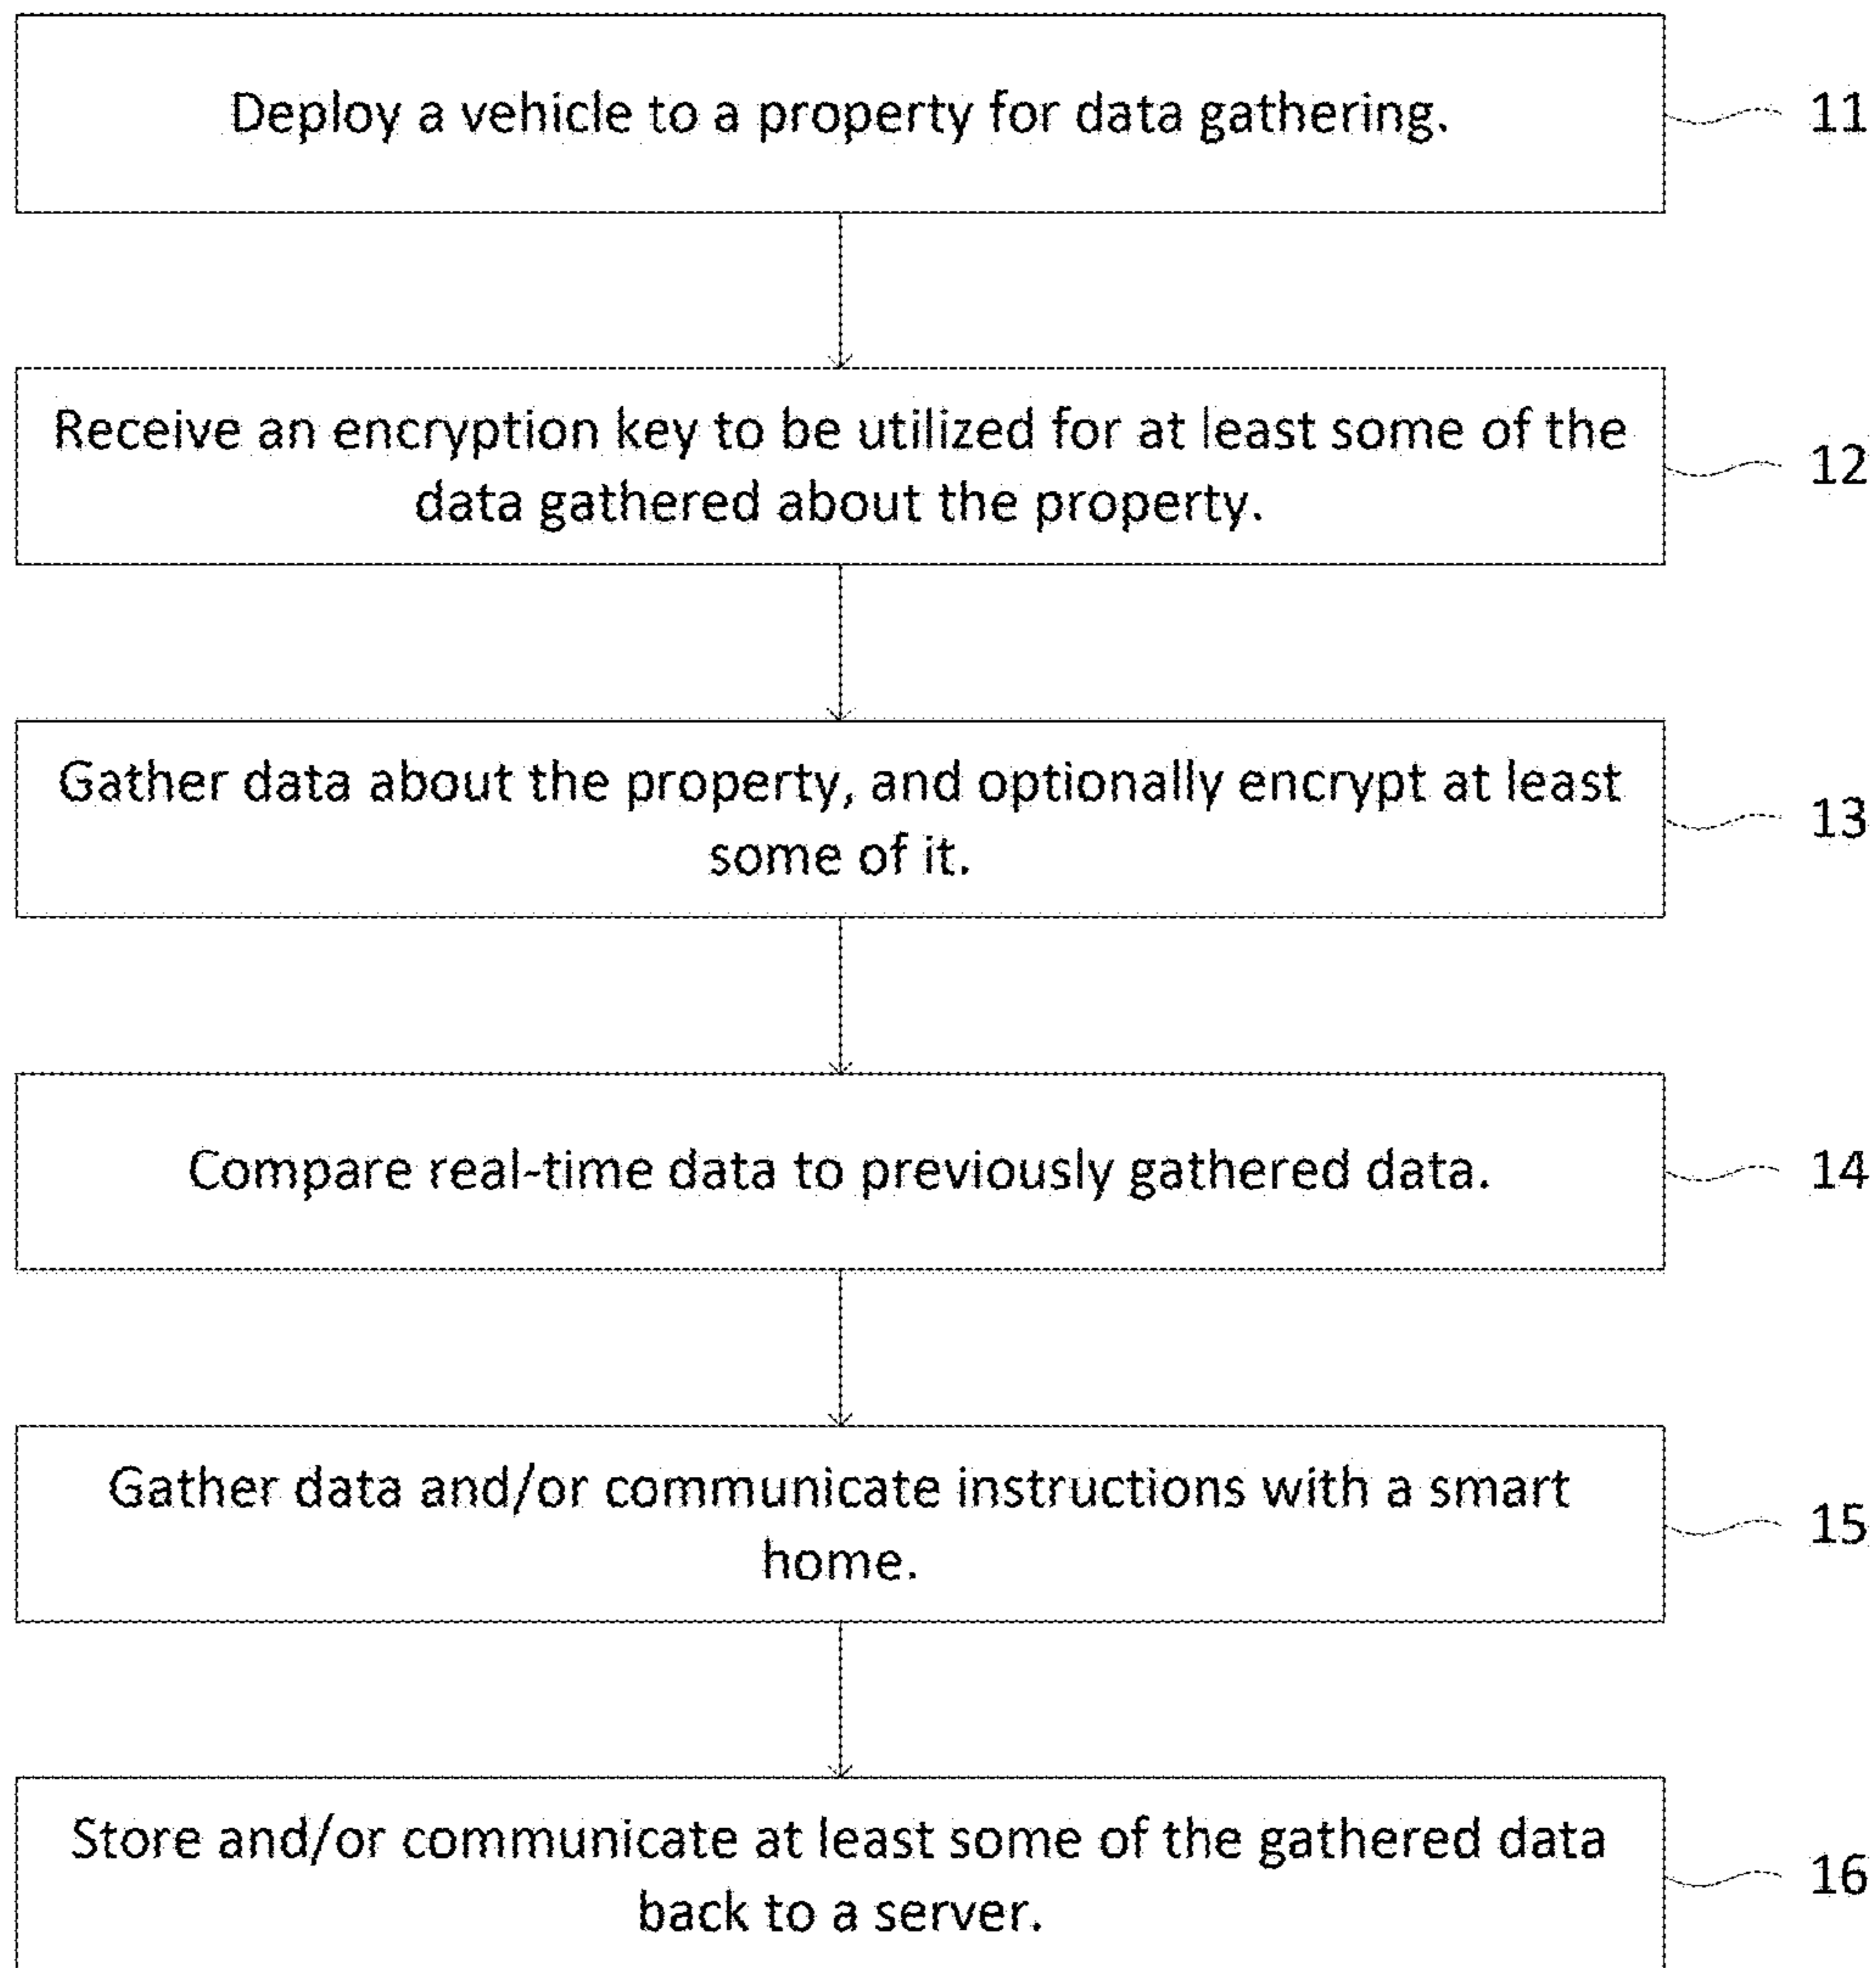 Deploy a vehicle to a property for data gathering.
11
Receive an encryption key to be utilized for at least some of the
data gathered about the property.
12
Gather data about the property, and optionally encrypt at least
some of it.
13
Compare real-time data to previously gathered data.
14
Gather data and/or communicate instructions with a smart
home.
15
Store and/or communicate at least some of the gathered data
back to a server.
16